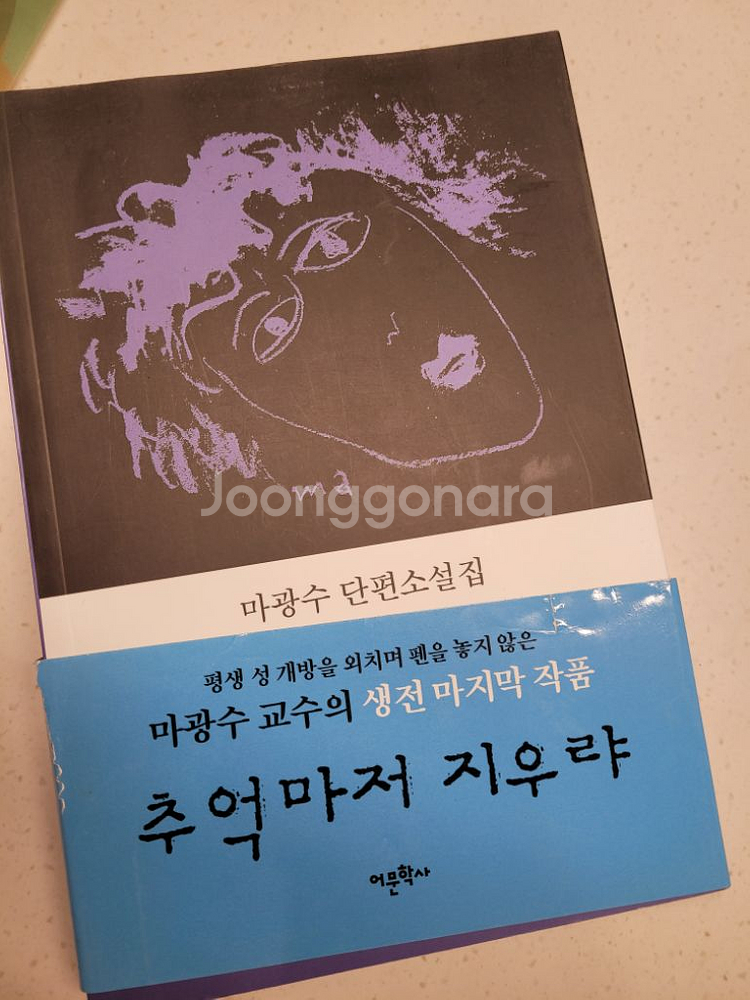 ma
Joonggonara
마광수 단편소설집
평생 성 개방을 외치며 펜을 놓지 않은
마광수 교수의 생전 마지막 작품
추억마저 지우랴
어문학사